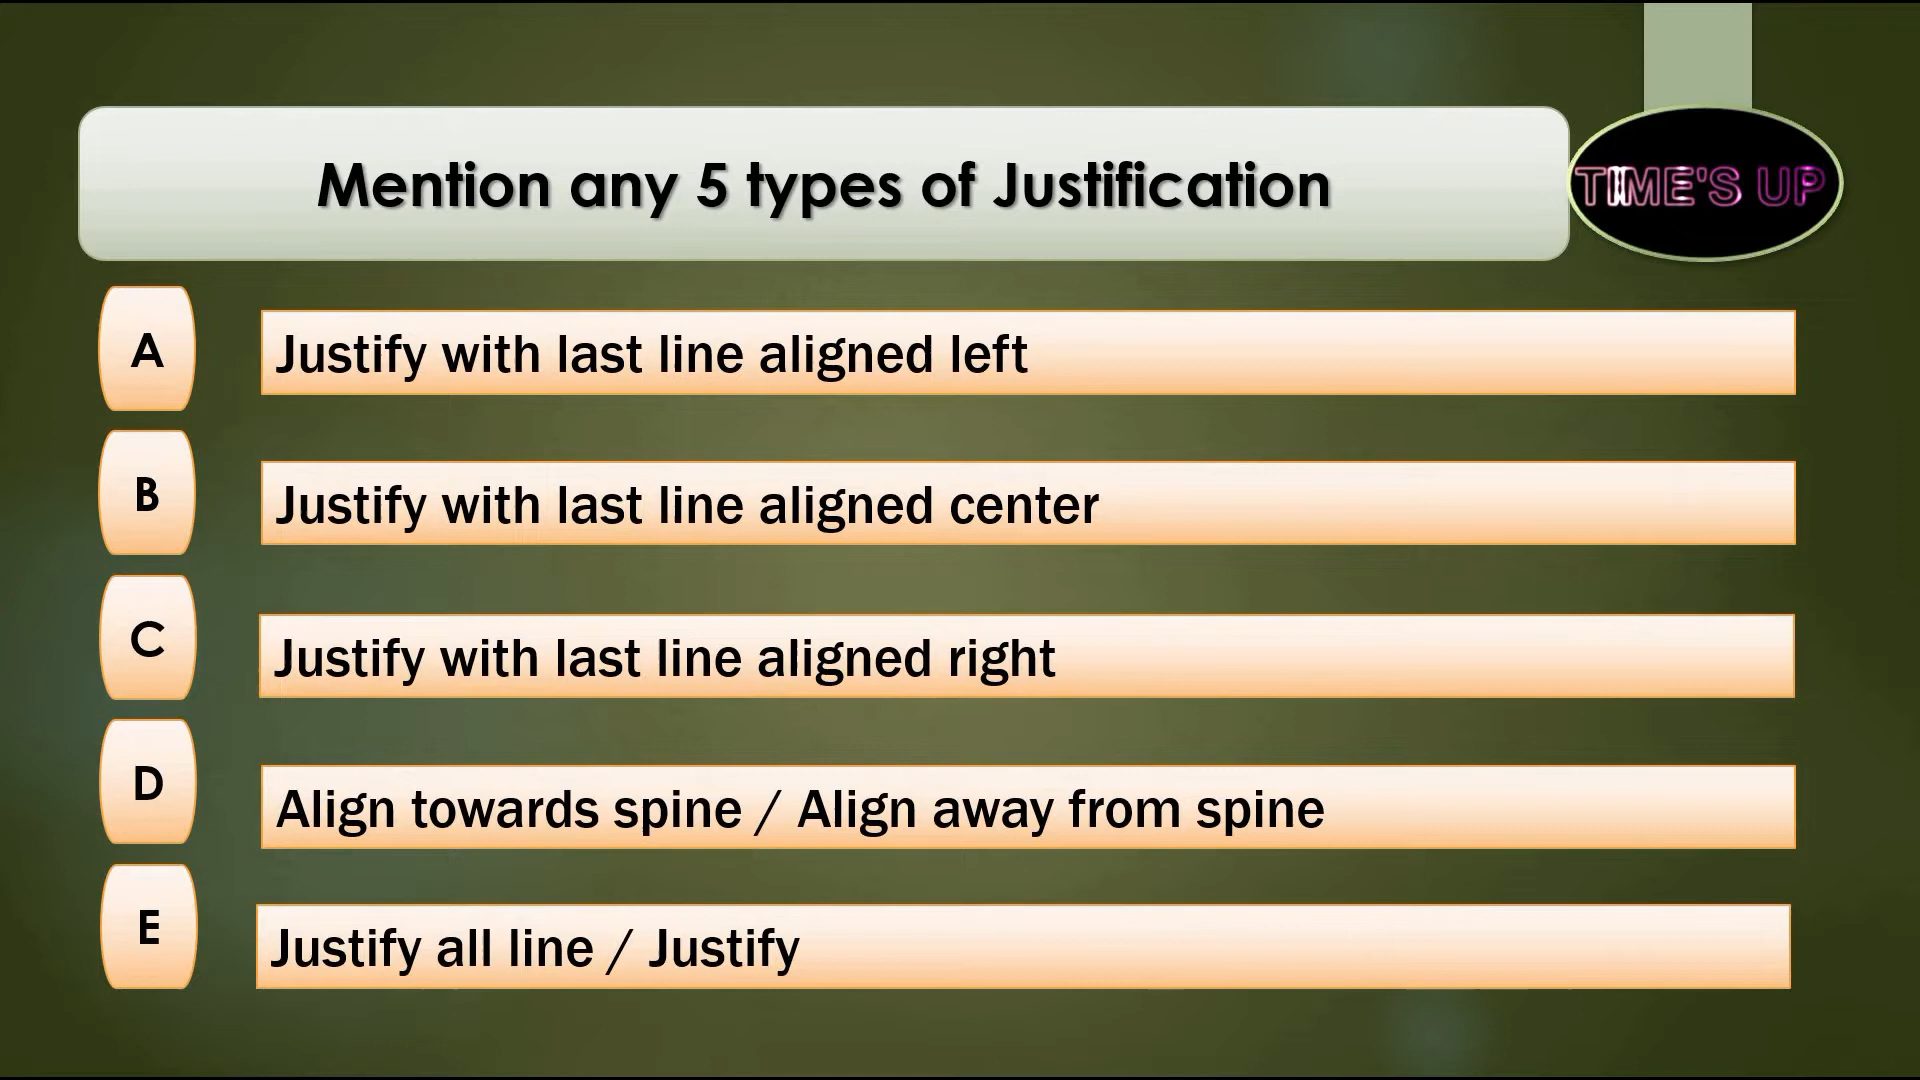 Mention any 5 types of Justification
TIME'S UP
A
Justify with last line aligned left
B
Justify with last line aligned center
C
Justify with last line aligned right
D
Align towards spine / Align away from spine
E
Justify all line / Justify